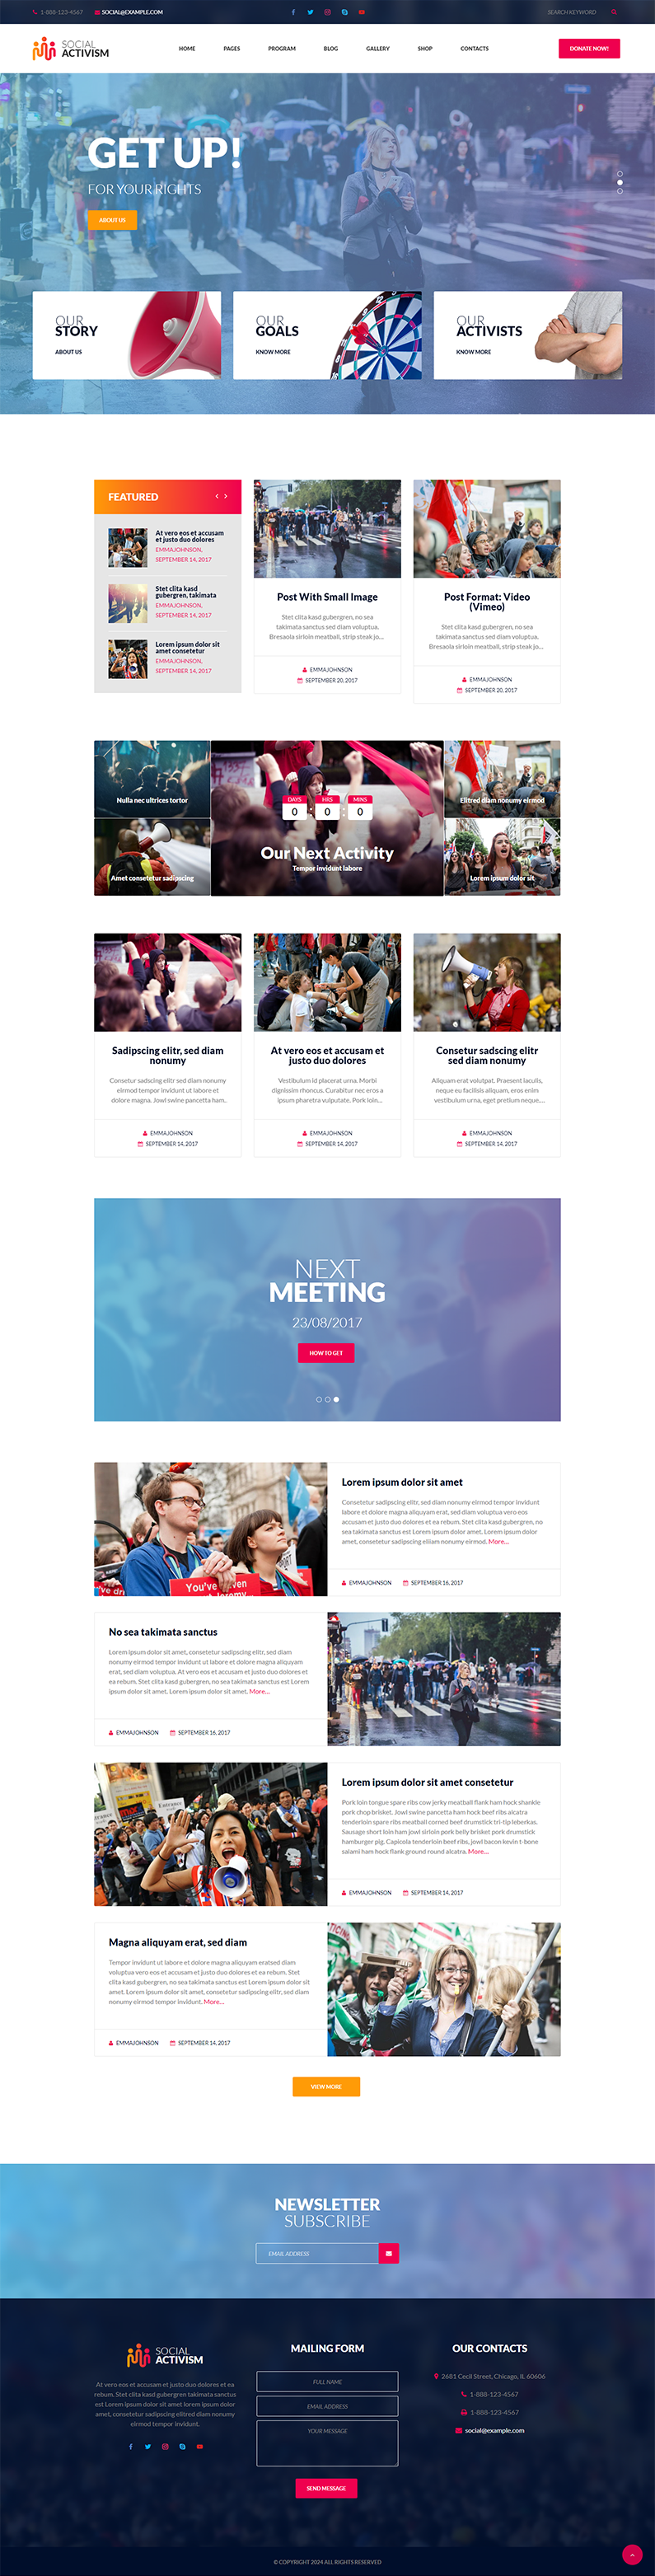 1-888-123-4567 SOCIAL@EXAMPLE.COM SEARCH KEYWORD
SOCIAL
ACTIVISM
HOME PAGES PROGRAM BLOG GALLERY SHOP CONTACTS
DONATE NOW!
GET UP!
FOR YOUR RIGHTS
ABOUT US
OUR
STORY
ABOUT US
OUR
GOALS
KNOW MORE
OUR
ACTIVISTS
KNOW MORE
FEATURED
At vero eos et accusam
et justo duo dolores
EMMAJOHNSON,
SEPTEMBER 14, 2017
Stet clita kasd
gubergren, takimata
EMMAJOHNSON,
SEPTEMBER 14, 2017
Lorem ipsum dolor sit
amet consetetur
EMMAJOHNSON,
SEPTEMBER 14, 2017
Post With Small Image
Stet clita kasd gubergren, no sea
takimata sanctus sed diam voluptua.
Bresaola sirloin meatball, strip steak jo...
EMMAJOHNSON
SEPTEMBER 20, 2017
Post Format: Video
(Vimeo)
Stet clita kasd gubergren, no sea
takimata sanctus sed diam voluptua.
Bresaola sirloin meatball, strip steak jo...
EMMAJOHNSON
SEPTEMBER 20, 2017
Nulla nec ultrices tortor
Amet consetetur sadipscing
DAYS HRS MINS
0 : 0 : 0
Our Next Activity
Tempor invidunt labore
Elitred diam nonumy eirmod
Lorem ipsum dolor sit
Sadipscing elitr, sed diam
nonumy
Consetur sadscing elitr sed diam nonumy
eirmod tempor invidunt ut labore et
dolore magna. Jowl swine pancetta ham..
EMMAJOHNSON
SEPTEMBER 14, 2017
At vero eos et accusam et
justo duo dolores
Vestibulum id placerat urna. Morbi
dignissim rhoncus. Curabitur nec eros a
ipsum pharetra vulputate. Pork loin...
EMMAJOHNSON
SEPTEMBER 14, 2017
Consetur sadscing elitr
sed diam nonumy
Aliquam erat volutpat. Praesent iaculis,
neque eu facilisis aliquam, eros enim
vestibulum urna, eget pretium neque....
EMMAJOHNSON
SEPTEMBER 14, 2017
NEXT
MEETING
23/08/2017
HOW TO GET
Lorem ipsum dolor sit amet
Consetetur sadipscing elitr, sed diam nonumy eirmod tempor invidunt
labore et dolore magna aliquyam erat, sed diam voluptua vero eos
accusam et justo duo dolores et ea rebum. Stet clita kasd gubergren, no
sea takimata sanctus est Lorem ipsum dolor amet. Lorem ipsum dolor
amet, consetetur sadipscing eliiam nonumy eirmod. More...
EMMAJOHNSON SEPTEMBER 16, 2017
No sea takimata sanctus
Lorem ipsum dolor sit amet, consetetur sadipscing elitr, sed diam
nonumy eirmod tempor invidunt ut labore et dolore magna aliquyam
erat, sed diam voluptua. At vero eos et accusam et justo duo dolores et
ea rebum. Stet clita kasd gubergren, no sea takimata sanctus est Lorem
ipsum dolor sit amet. Lorem ipsum dolor sit amet. More...
EMMAJOHNSON SEPTEMBER 16, 2017
Lorem ipsum dolor sit amet consetetur
Pork loin tongue spare ribs cow jerky meatball flank ham hock shankle
pork chop brisket. Jowl swine pancetta ham hock beef ribs alcatra
tenderloin spare ribs meatball corned beef drumstick tri-tip leberkas.
Sausage short loin ham jowl sirloin pork belly brisket pork drumstick
hamburger pig. Capicola tenderloin beef ribs, jowl bacon kevin t-bone
salami ham hock flank ground round alcatra. More...
EMMAJOHNSON SEPTEMBER 14, 2017
Magna aliquyam erat, sed diam
Tempor invidunt ut labore et dolore magna aliquyam eratsed diam
voluptua vero eos et accusam et justo duo dolores et ea rebum. Stet
clita kasd gubergren, no sea takimata sanctus est Lorem ipsum dolor sit
amet. Lorem ipsum dolor sit amet, consetetur sadipscing elitr, sed diam
nonumy eirmod tempor invidunt. More...
EMMAJOHNSON SEPTEMBER 14, 2017
VIEW MORE
NEWSLETTER
SUBSCRIBE
EMAIL ADDRESS
SOCIAL
ACTIVISM
At vero eos et accusam et justo duo dolores et ea
rebum. Stet clita kasd gubergren takimata sanctus
est Lorem ipsum dolor sit amet lorem ipsum dolor
amet, consetetur sadipscing elitred diam nonumy
eirmod tempor invidunt.
MAILING FORM
FULL NAME
EMAIL ADDRESS
YOUR MESSAGE
SEND MESSAGE
OUR CONTACTS
2681 Cecil Street, Chicago, IL 60606
1-888-123-4567
1-888-123-4567
social@example.com
© COPYRIGHT 2024 ALL RIGHTS RESERVED